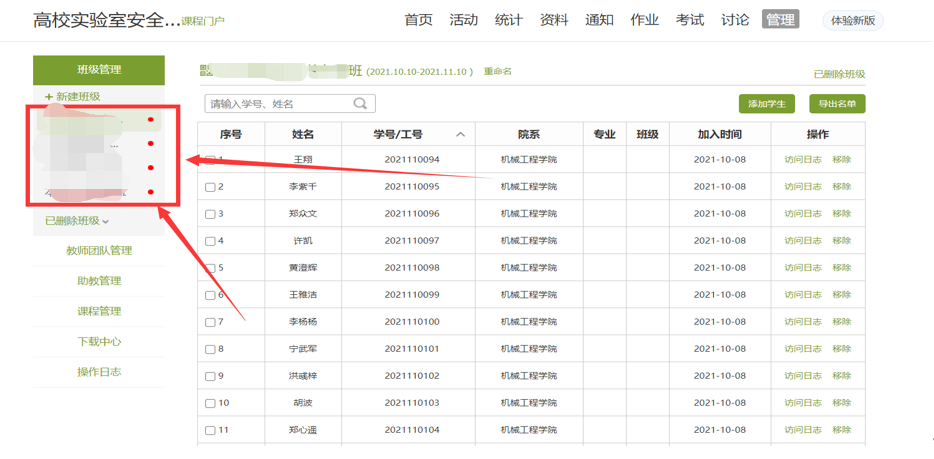 高校实验室安全...课程门户
首页 活动 统计 资料 通知 作业 考试 讨论 管理 体验新版
班级管理
+ 新建班级
...
已删除班级
教师团队管理
助教管理
课程管理
下载中心
操作日志
班 (2021.10.10-2021.11.10 ) 重命名 已删除班级
请输入学号、姓名 添加学生 导出名单
序号 姓名 学号/工号 院系 专业 班级 加入时间 操作
1 王翔 2021110094 机械工程学院 2021-10-08 访问日志 移除
2 李紫千 2021110095 机械工程学院 2021-10-08 访问日志 移除
3 郑众文 2021110096 机械工程学院 2021-10-08 访问日志 移除
4 许凯 2021110097 机械工程学院 2021-10-08 访问日志 移除
5 黄澄辉 2021110098 机械工程学院 2021-10-08 访问日志 移除
6 王雅洁 2021110099 机械工程学院 2021-10-08 访问日志 移除
7 李杨杨 2021110100 机械工程学院 2021-10-08 访问日志 移除
8 宁武军 2021110101 机械工程学院 2021-10-08 访问日志 移除
9 洪彧梓 2021110102 机械工程学院 2021-10-08 访问日志 移除
10 胡波 2021110103 机械工程学院 2021-10-08 访问日志 移除
11 郑心遥 2021110104 机械工程学院 2021-10-08 访问日志 移除